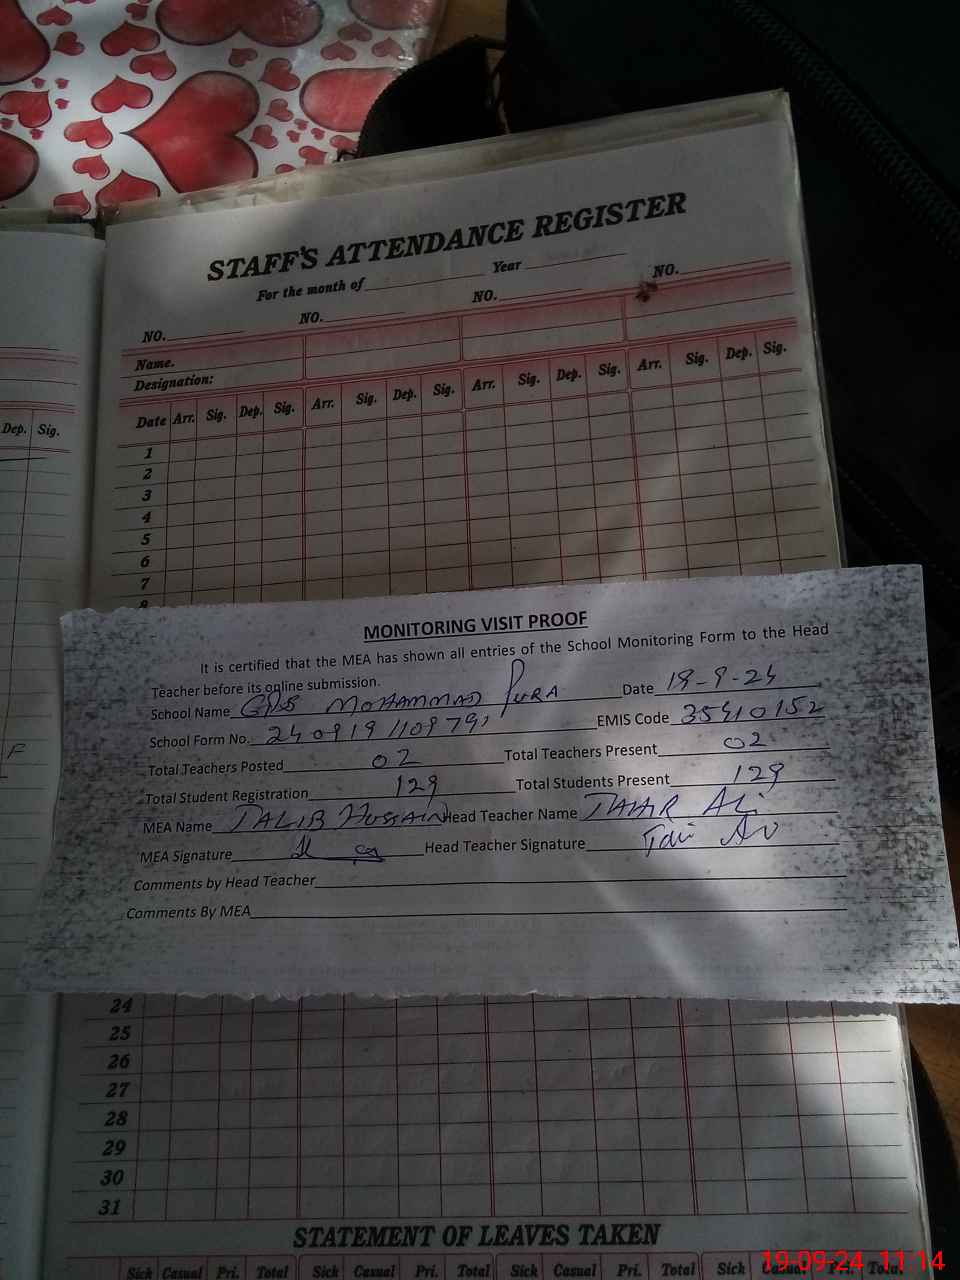 STAFF'S ATTENDANCE REGISTER
For the month of Year
NO. NO. NO. NO.
Name.
Designation:
Date Arr. Sig. Dep. Sig. Arr. Sig. Dep. Sig. Arr. Sig. Dep. Sig. Arr. Sig. Dep. Sig.
Dep. Sig.
1
2
3
4
5
6
7
8
F
MONITORING VISIT PROOF
It is certified that the MEA has shown all entries of the School Monitoring Form to the Head
Teacher before its online submission.
School Name GPS MOHAMMAD PURA Date 19-9-24
School Form No. EMIS Code 35410152
Total Teachers Posted 02 Total Teachers Present 02
Total Student Registration 129 Total Students Present 129
MEA Name TALIB HUSSAIN Head Teacher Name TAHIR ALi
MEA Signature Head Teacher Signature
Comments by Head Teacher
Comments By MEA
24
25
26
27
28
29
30
31
STATEMENT OF LEAVES TAKEN
Sick Casual Pri. Total Sick Casual Pri. Total Sick Casual Pri. Total Sick Casual Pri. Total
19-09-24 11:14